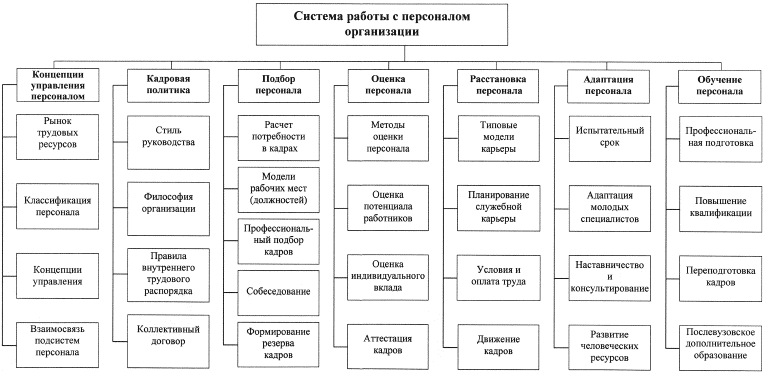 Система работы с персоналом
организации
Концепции
управления
персоналом
Рынок
трудовых
ресурсов
Классификация
персонала
Концепции
управления
Взаимосвязь
подсистем
персонала
Кадровая
политика
Стиль
руководства
Философия
организации
Правила
внутреннего
трудового
распорядка
Коллективный
договор
Подбор
персонала
Расчет
потребности
в кадрах
Модели
рабочих мест
(должностей)
Профессиональ-
ный подбор
кадров
Собеседование
Формирование
резерва
кадров
Оценка
персонала
Методы
оценки
персонала
Оценка
потенциала
работников
Оценка
индивидуального
вклада
Аттестация
кадров
Расстановка
персонала
Типовые
модели
карьеры
Планирование
служебной
карьеры
Условия и
оплата труда
Движение
кадров
Адаптация
персонала
Испытательный
срок
Адаптация
молодых
специалистов
Наставничество
и
консультирование
Развитие
человеческих
ресурсов
Обучение
персонала
Профессиональ-
ная подготовка
Повышение
квалификации
Переподготовка
кадров
Послевузовское
дополнительное
образование